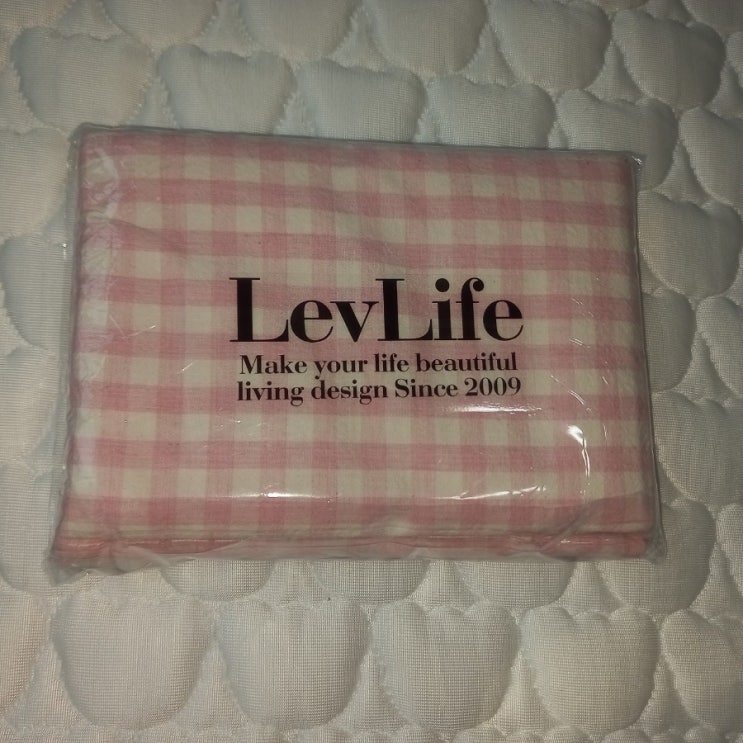 LevLife
Make your life beautiful
living design Since 2009